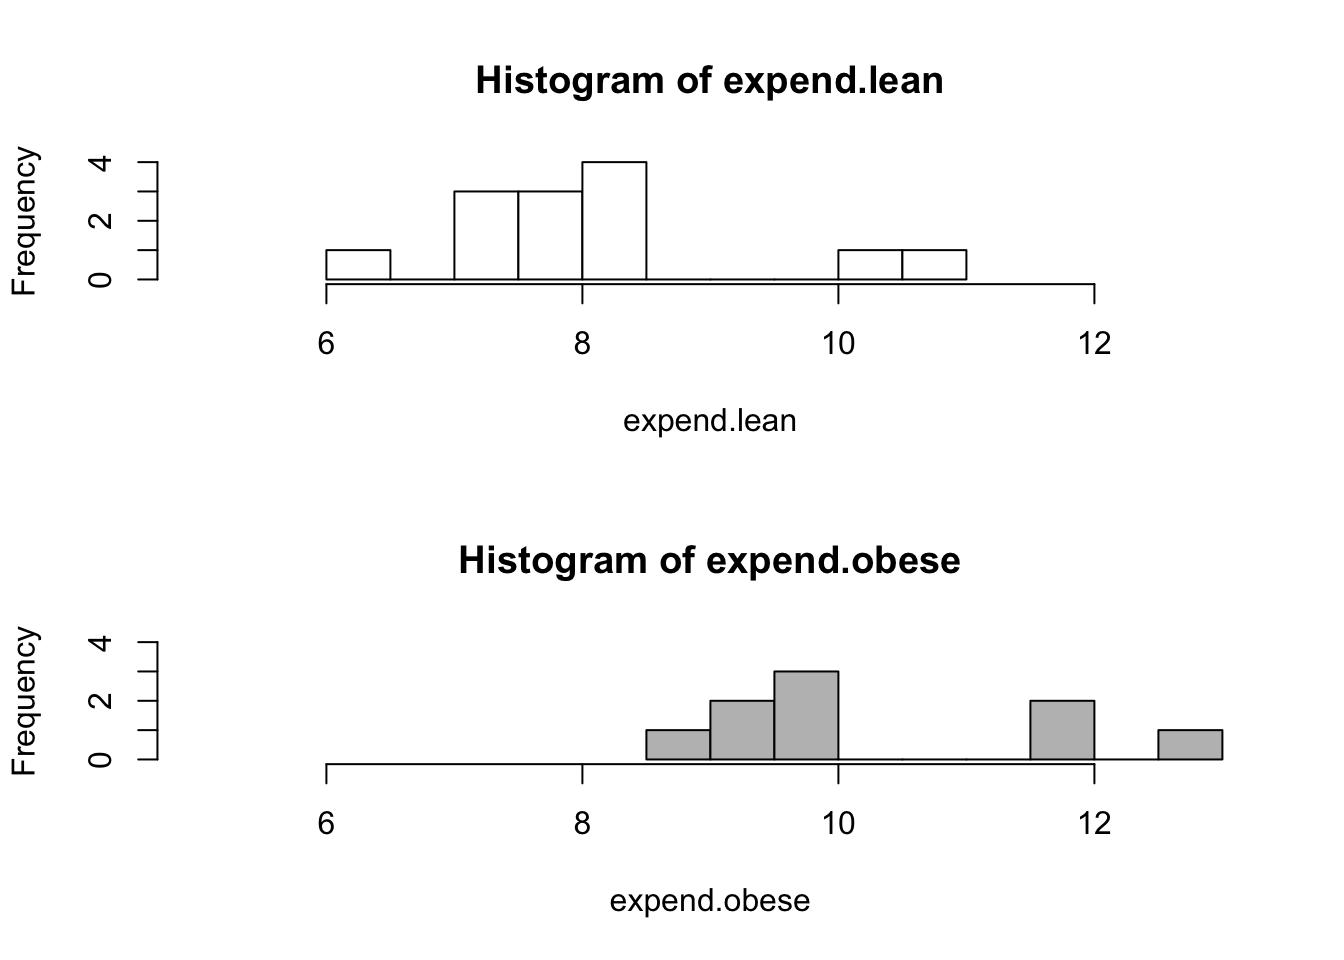 Histogram of expend.lean
Frequency
4
2
0
6 8 10 12
expend.lean
Histogram of expend.obese
Frequency
4
2
0
6 8 10 12
expend.obese